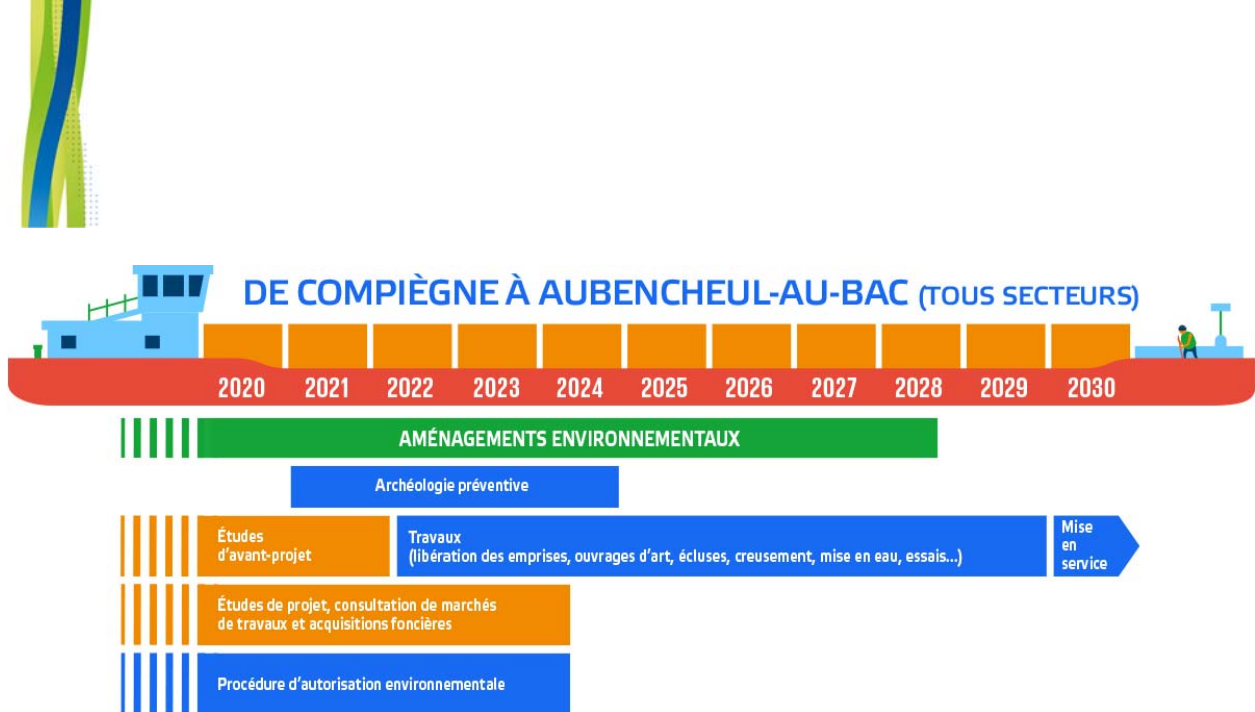 DE COMPIÈGNE À AUBENCHEUL-AU-BAC (TOUS SECTEURS)
2020 2021 2022 2023 2024 2025 2026 2027 2028 2029 2030
AMÉNAGEMENTS ENVIRONNEMENTAUX
Archéologie préventive
Études
d'avant-projet
Travaux
(libération des emprises, ouvrages d'art, écluses, creusement, mise en eau, essais...)
Mise
en
service
Études de projet, consultation de marchés
de travaux et acquisitions foncières
Procédure d'autorisation environnementale